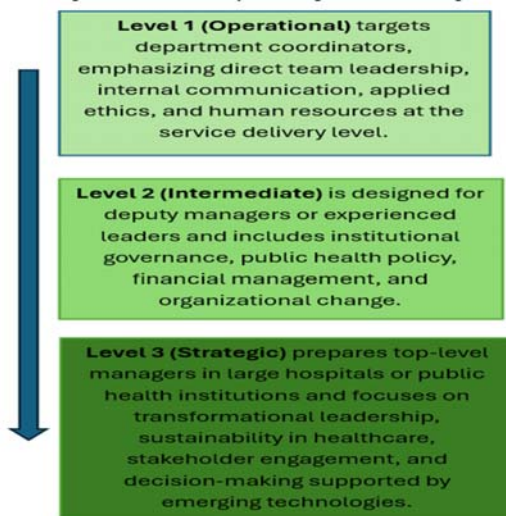 Level 1 (Operational) targets
department coordinators,
emphasizing direct team leadership,
internal communication, applied
ethics, and human resources at the
service delivery level.
Level 2 (Intermediate) is designed for
deputy managers or experienced
leaders and includes institutional
governance, public health policy,
financial management, and
organizational change.
Level 3 (Strategic) prepares top-level
managers in large hospitals or public
health institutions and focuses on
transformational leadership,
sustainability in healthcare,
stakeholder engagement, and
decision-making supported by
emerging technologies.